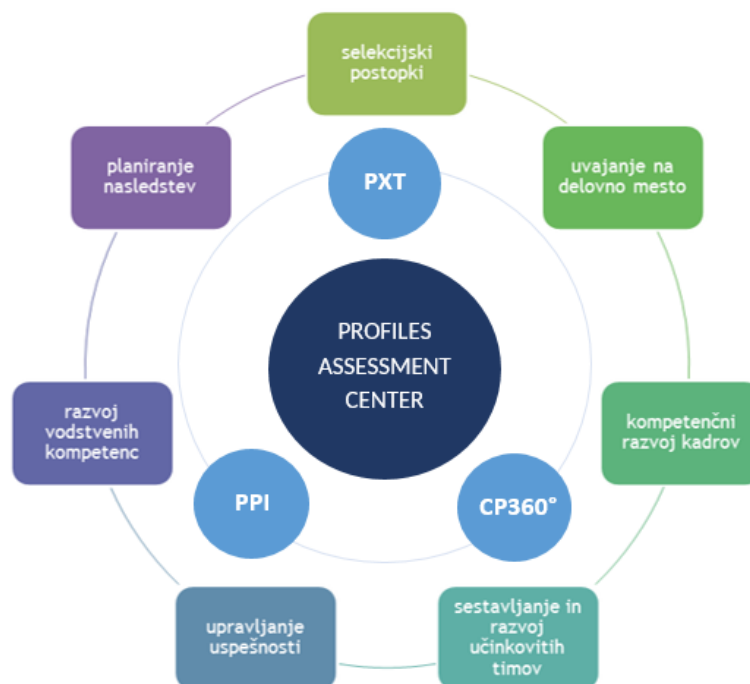 selekcijski
postopki
uvajanje na
delovno mesto
kompetenčni
razvoj kadrov
sestavljanje in
razvoj
učinkovitih
timov
upravljanje
uspešnosti
razvoj
vodstvenih
kompetenc
planiranje
nasledstev
PXT
CP360°
PPI
PROFILES
ASSESSMENT
CENTER